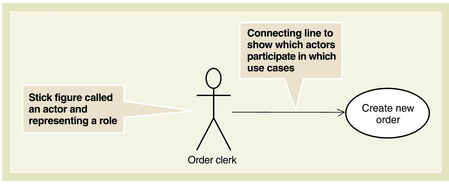 Connecting line to
show which actors
participate in which
use cases
Stick figure called
an actor and
representing a role
Create new
order
Order clerk